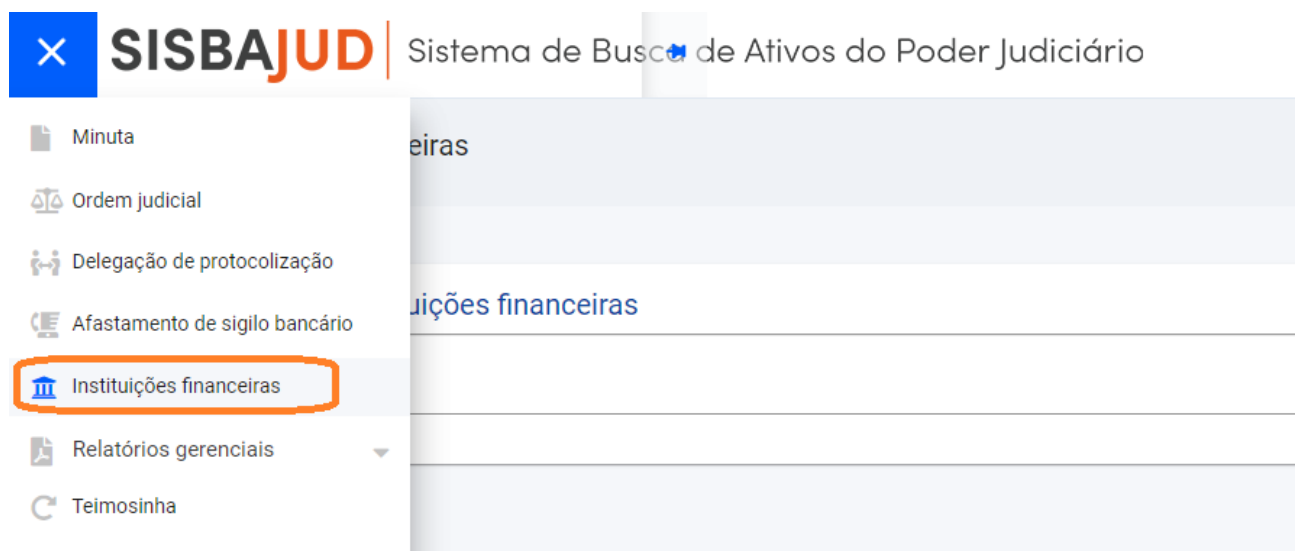 SISBAJUD Sistema de Busca de Ativos do Poder Judiciário
Minuta
eiras
Ordem judicial
Delegação de protocolização
uições financeiras
Afastamento de sigilo bancário
Instituições financeiras
Relatórios gerenciais
Teimosinha